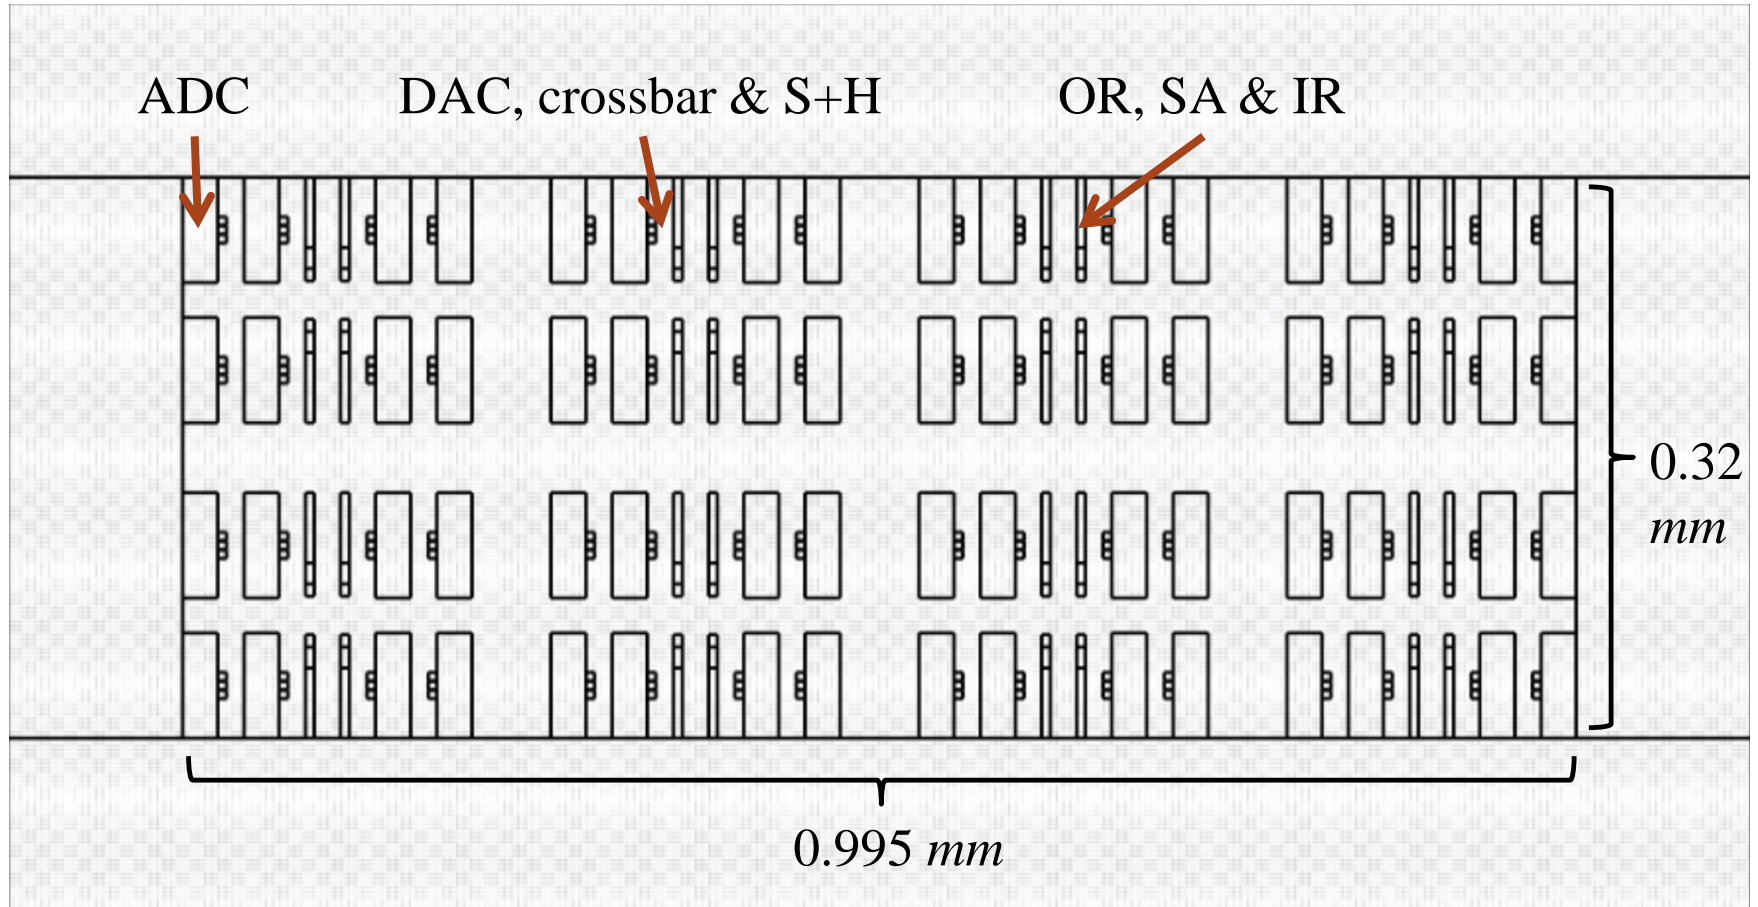 ADC
DAC, crossbar & S+H
OR, SA & IR
0.32
mm
0.995 mm